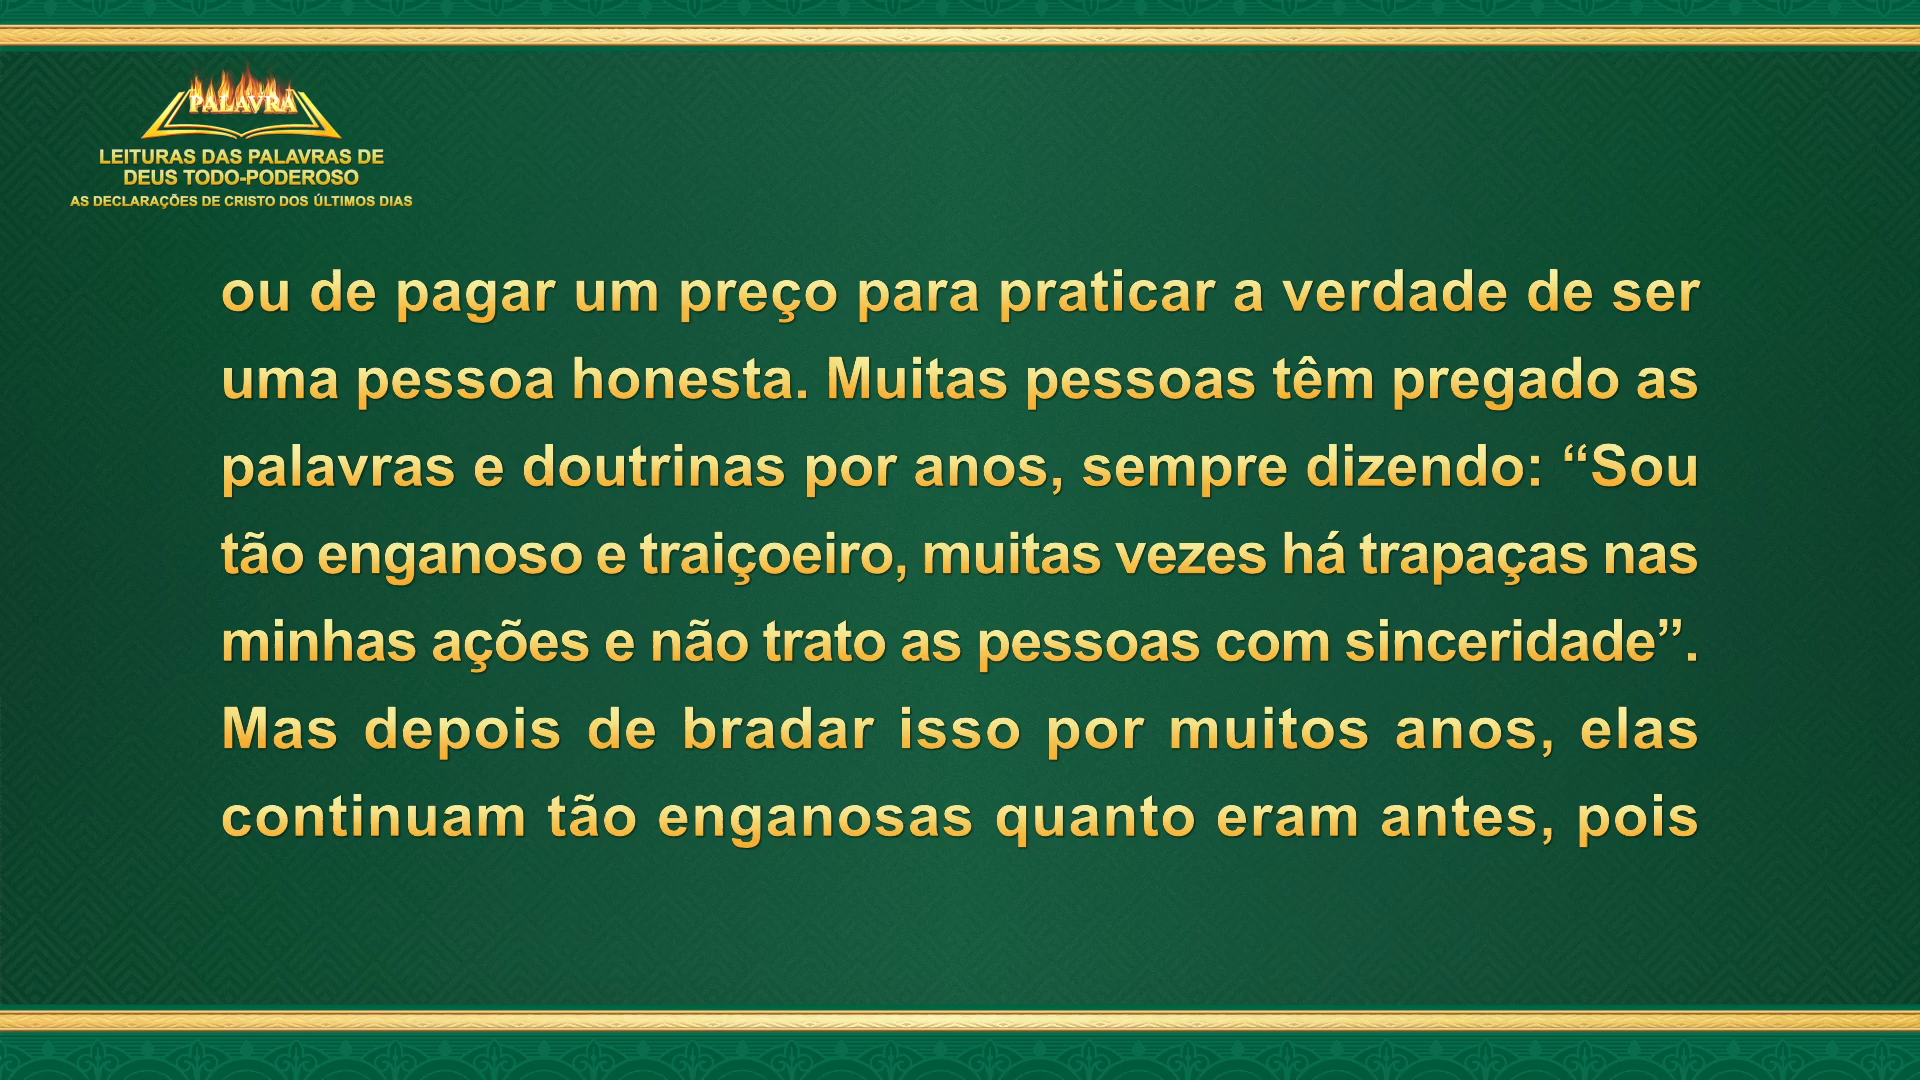 PALAVRA
LEITURAS DAS PALAVRAS DE
DEUS TODO-PODEROSO
AS DECLARAÇÕES DE CRISTO DOS ÚLTIMOS DIAS
ou de pagar um preço para praticar a verdade de ser
uma pessoa honesta. Muitas pessoas têm pregado as
palavras e doutrinas por anos, sempre dizendo: “Sou
tão enganoso e traiçoeiro, muitas vezes há trapaças nas
minhas ações e não trato as pessoas com sinceridade”.
Mas depois de bradar isso por muitos anos, elas
continuam tão enganosas quanto eram antes, pois